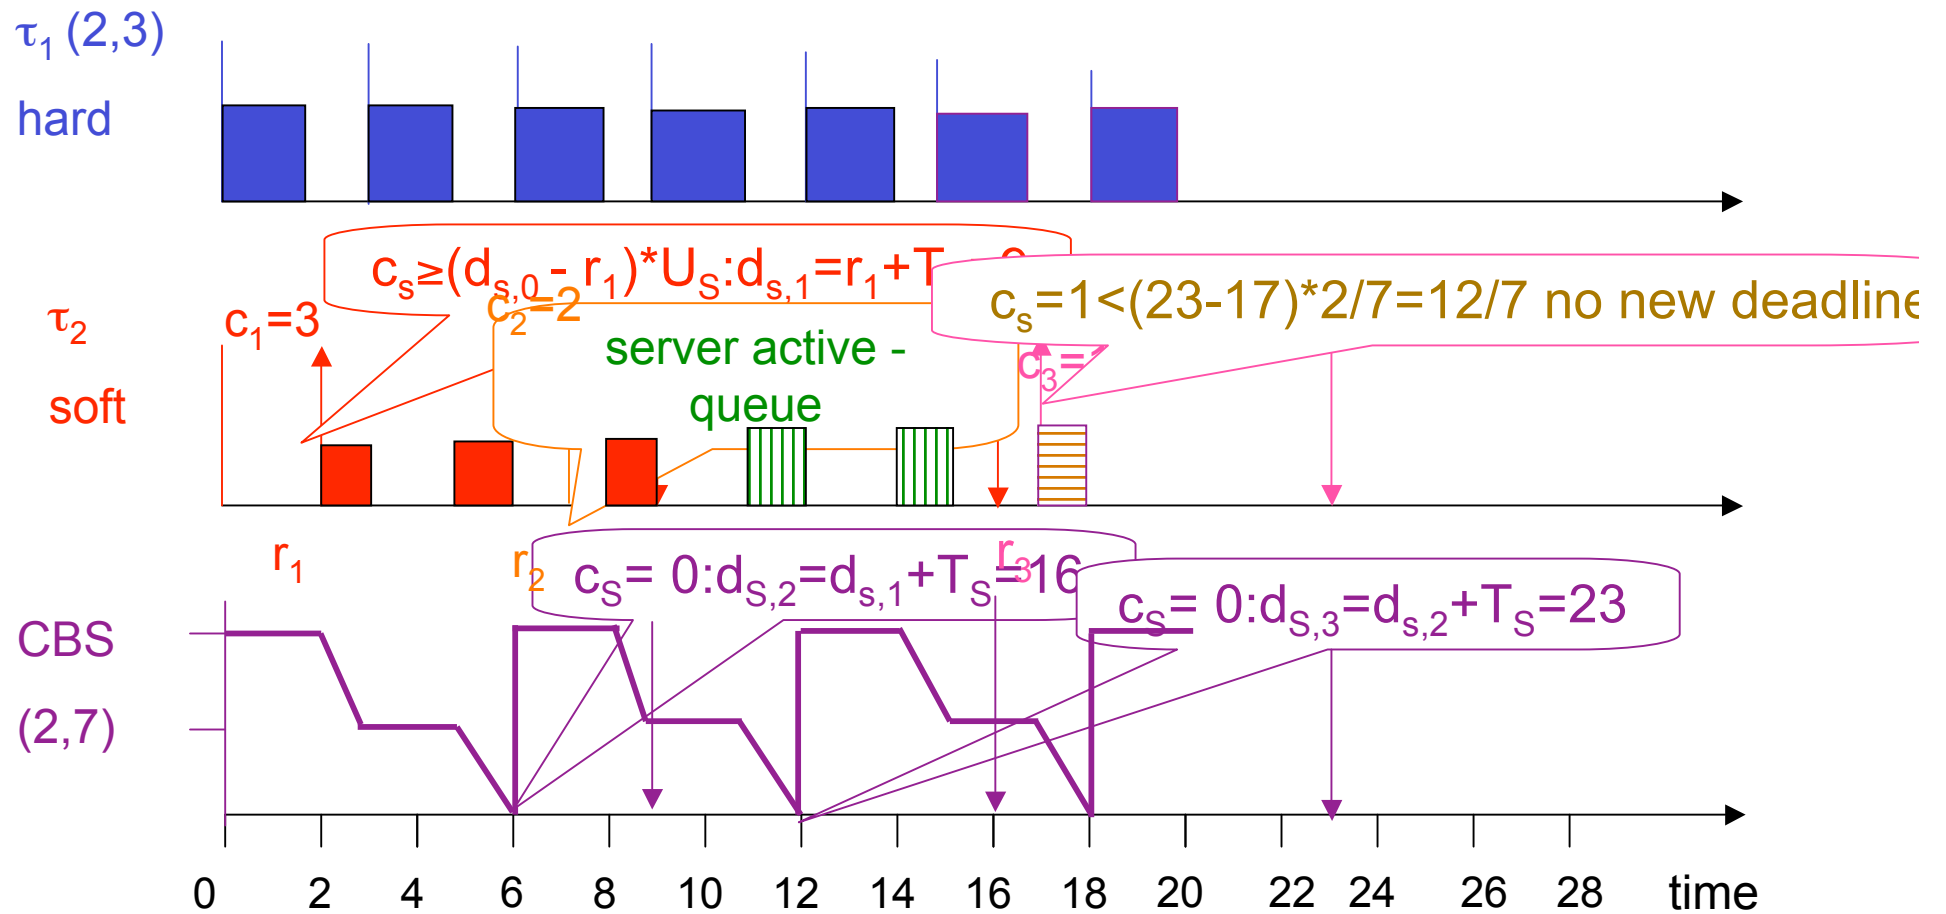 τ1 (2,3)
hard
cs≥(ds,0 - r1)*US:ds,1=r1+T
cs=1<(23-17)*2/7=12/7 no new deadline
c2=2
τ2
c1=3
server active -
queue
c3=
soft
r1
r2
r3
cS= 0:dS,2=ds,1+TS=16
cS= 0:dS,3=ds,2+TS=23
CBS
(2,7)
0 2 4 6 8 10 12 14 16 18 20 22 24 26 28 time